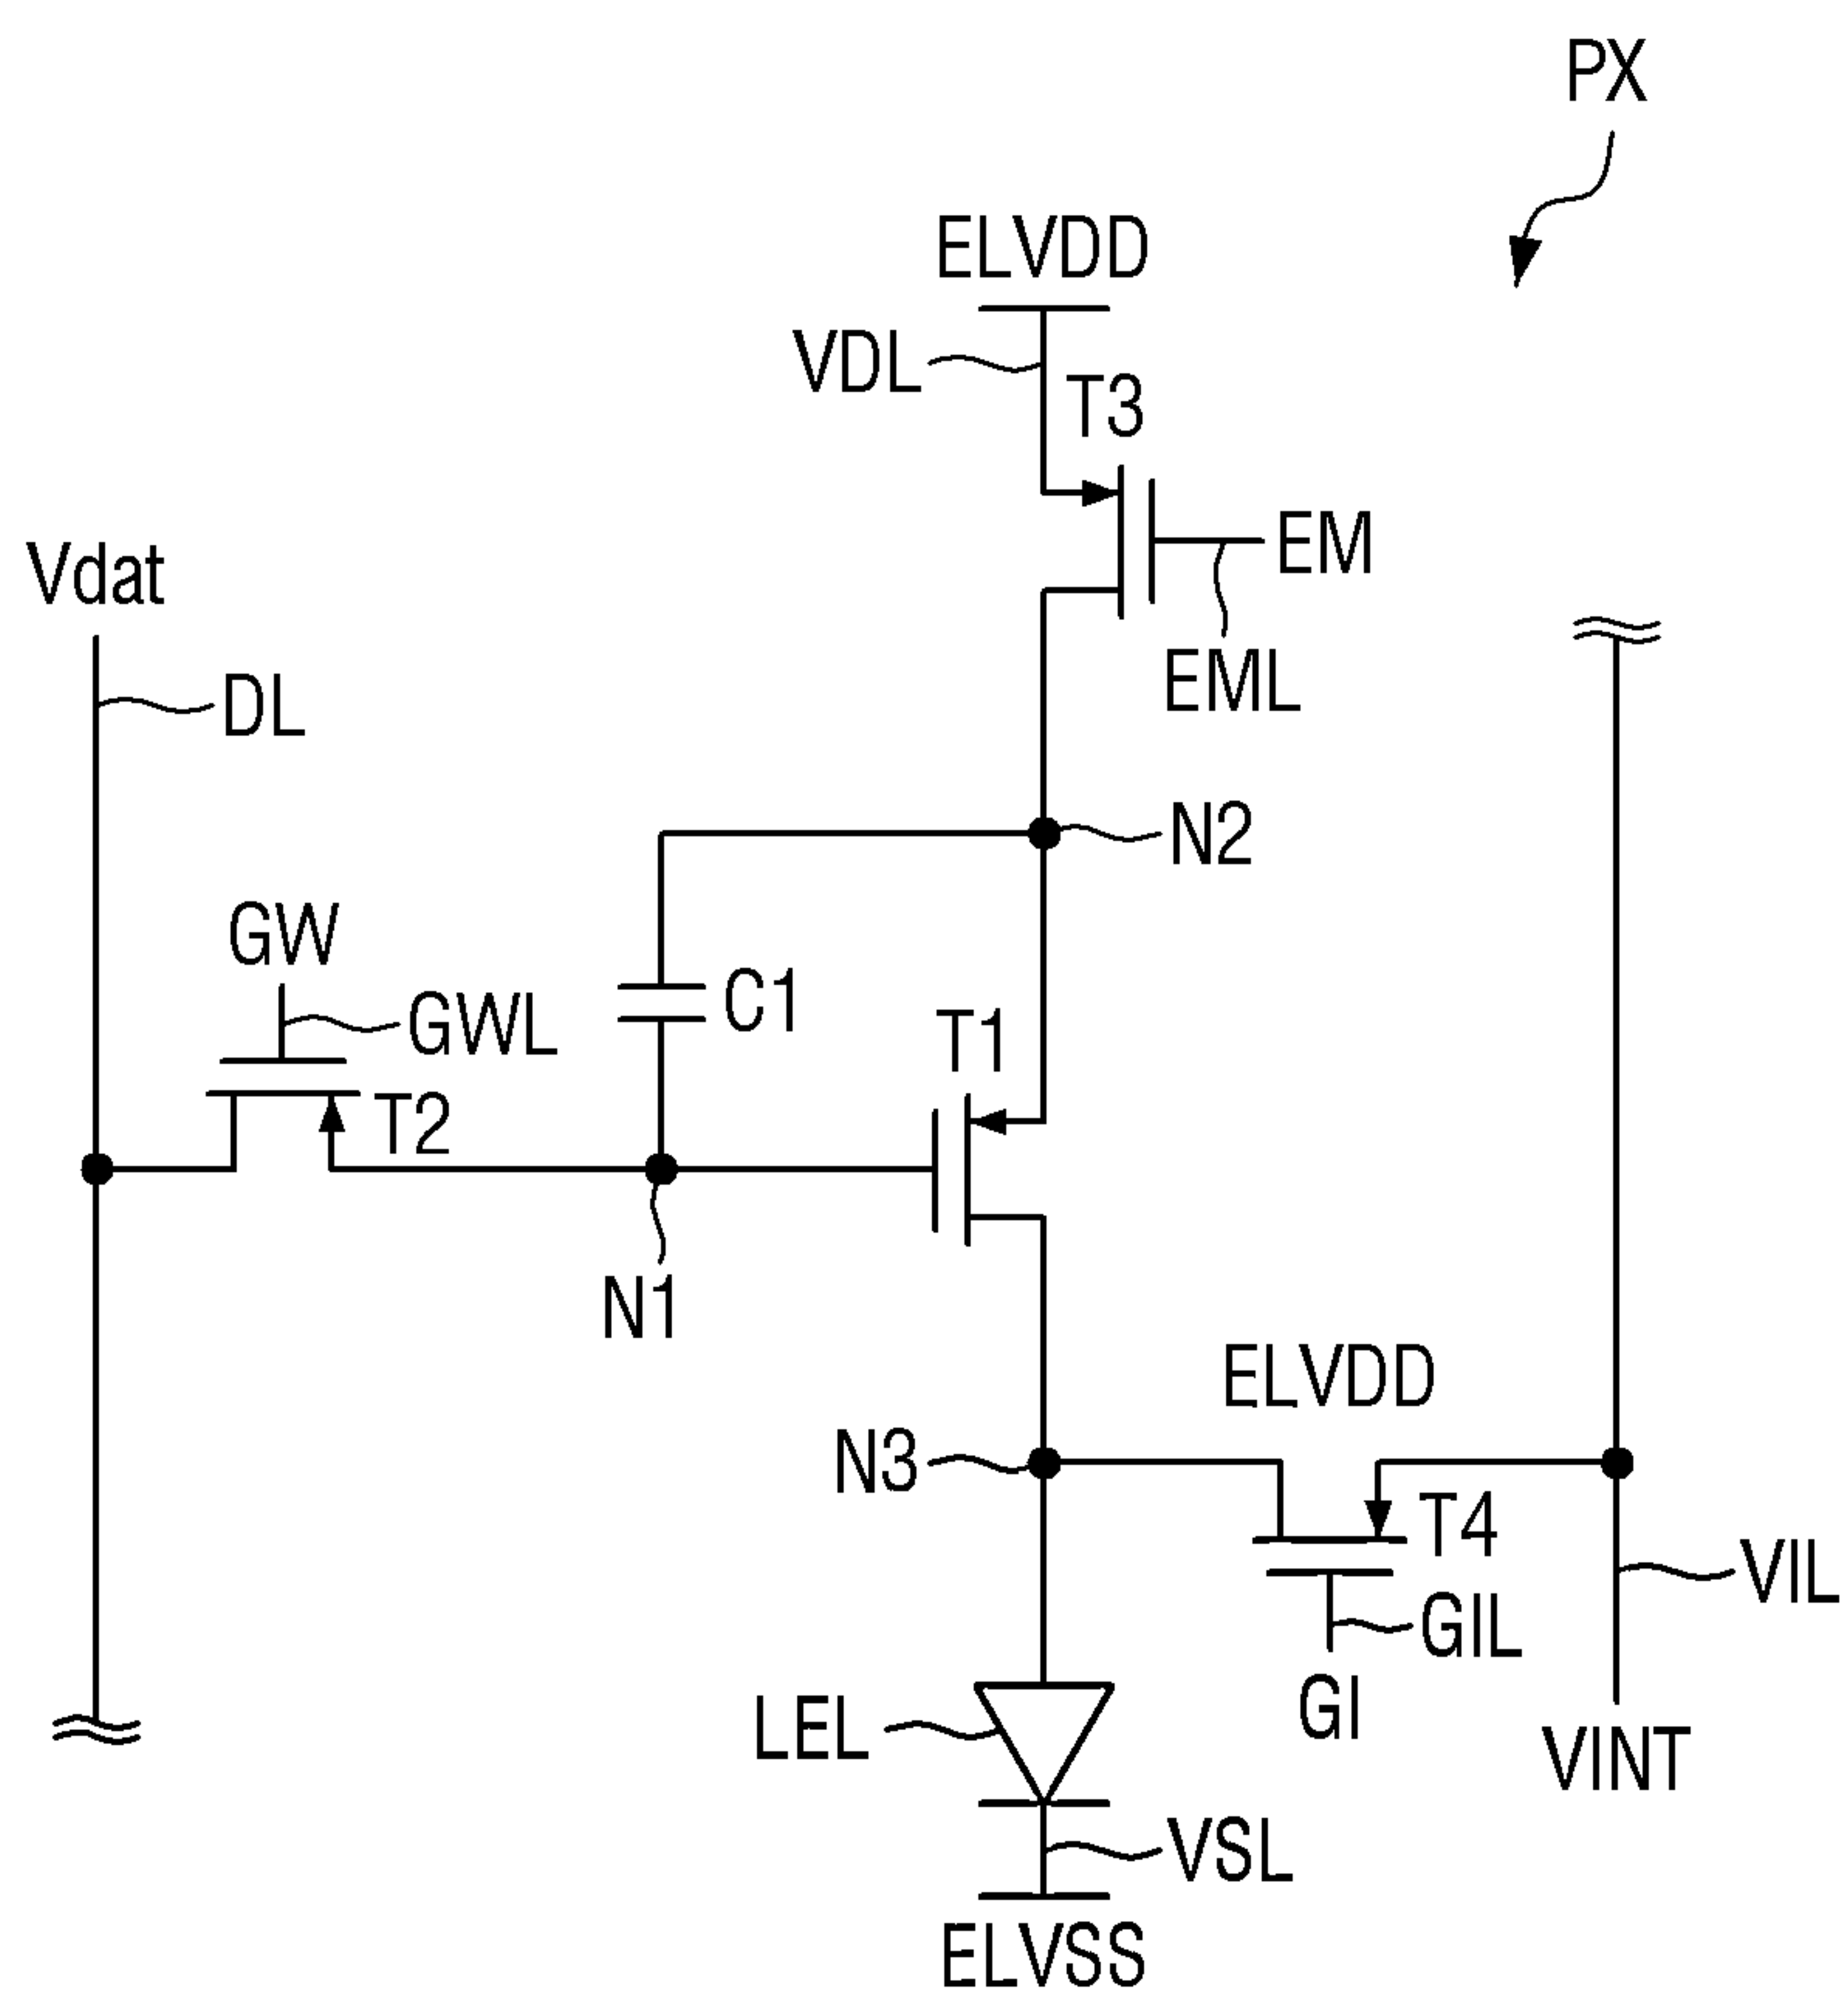 PX
ELVDD
VDL
T3
EM
Vdat
EML
DL
N2
GW
GWL
C1
T1
T2
N1
ELVDD
N3
T4
VIL
GIL
GI
LEL
VINT
VSL
ELVSS